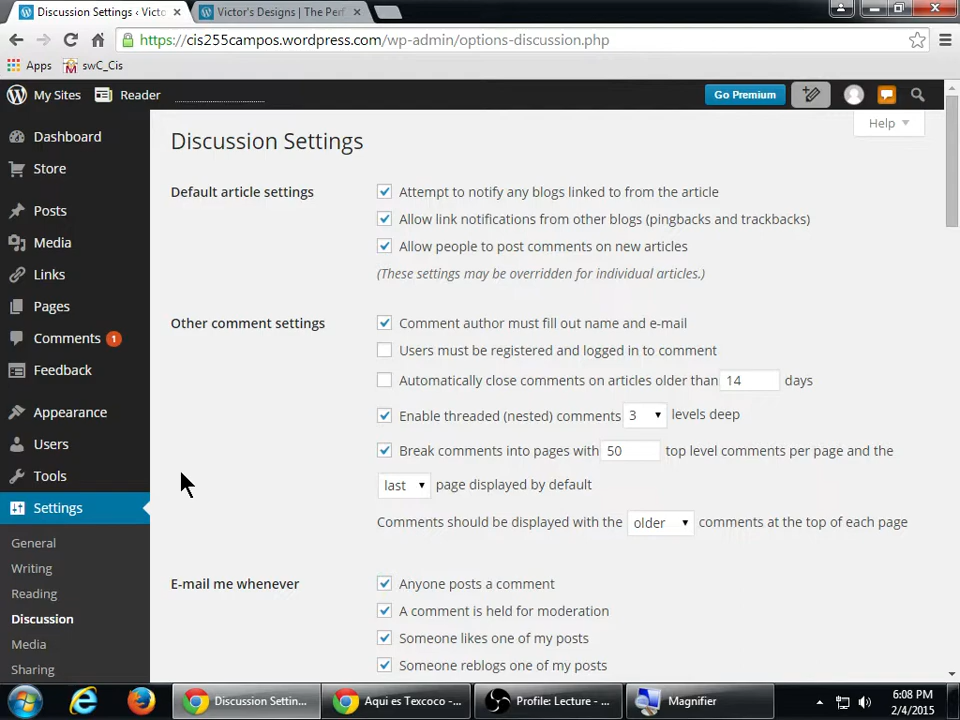 Discussion Settings ‹ Victo
Victor's Designs | The Perf
https://cis255campos.wordpress.com/wp-admin/options-discussion.php
Apps
swC_Cis
My Sites
Reader
Go Premium
Help
Dashboard
Store
Posts
Media
Links
Pages
Comments 1
Feedback
Appearance
Users
Tools
Settings
General
Writing
Reading
Discussion
Media
Sharing
Discussion Settings
Default article settings
Attempt to notify any blogs linked to from the article
Allow link notifications from other blogs (pingbacks and trackbacks)
Allow people to post comments on new articles
(These settings may be overridden for individual articles.)
Other comment settings
Comment author must fill out name and e-mail
Users must be registered and logged in to comment
Automatically close comments on articles older than 14 days
Enable threaded (nested) comments 3 levels deep
Break comments into pages with 50 top level comments per page and the
last page displayed by default
Comments should be displayed with the older comments at the top of each page
E-mail me whenever
Anyone posts a comment
A comment is held for moderation
Someone likes one of my posts
Someone reblogs one of my posts
Discussion Settin...
Aqui es Texcoco -...
Profile: Lecture - ...
Magnifier
6:08 PM
2/4/2015